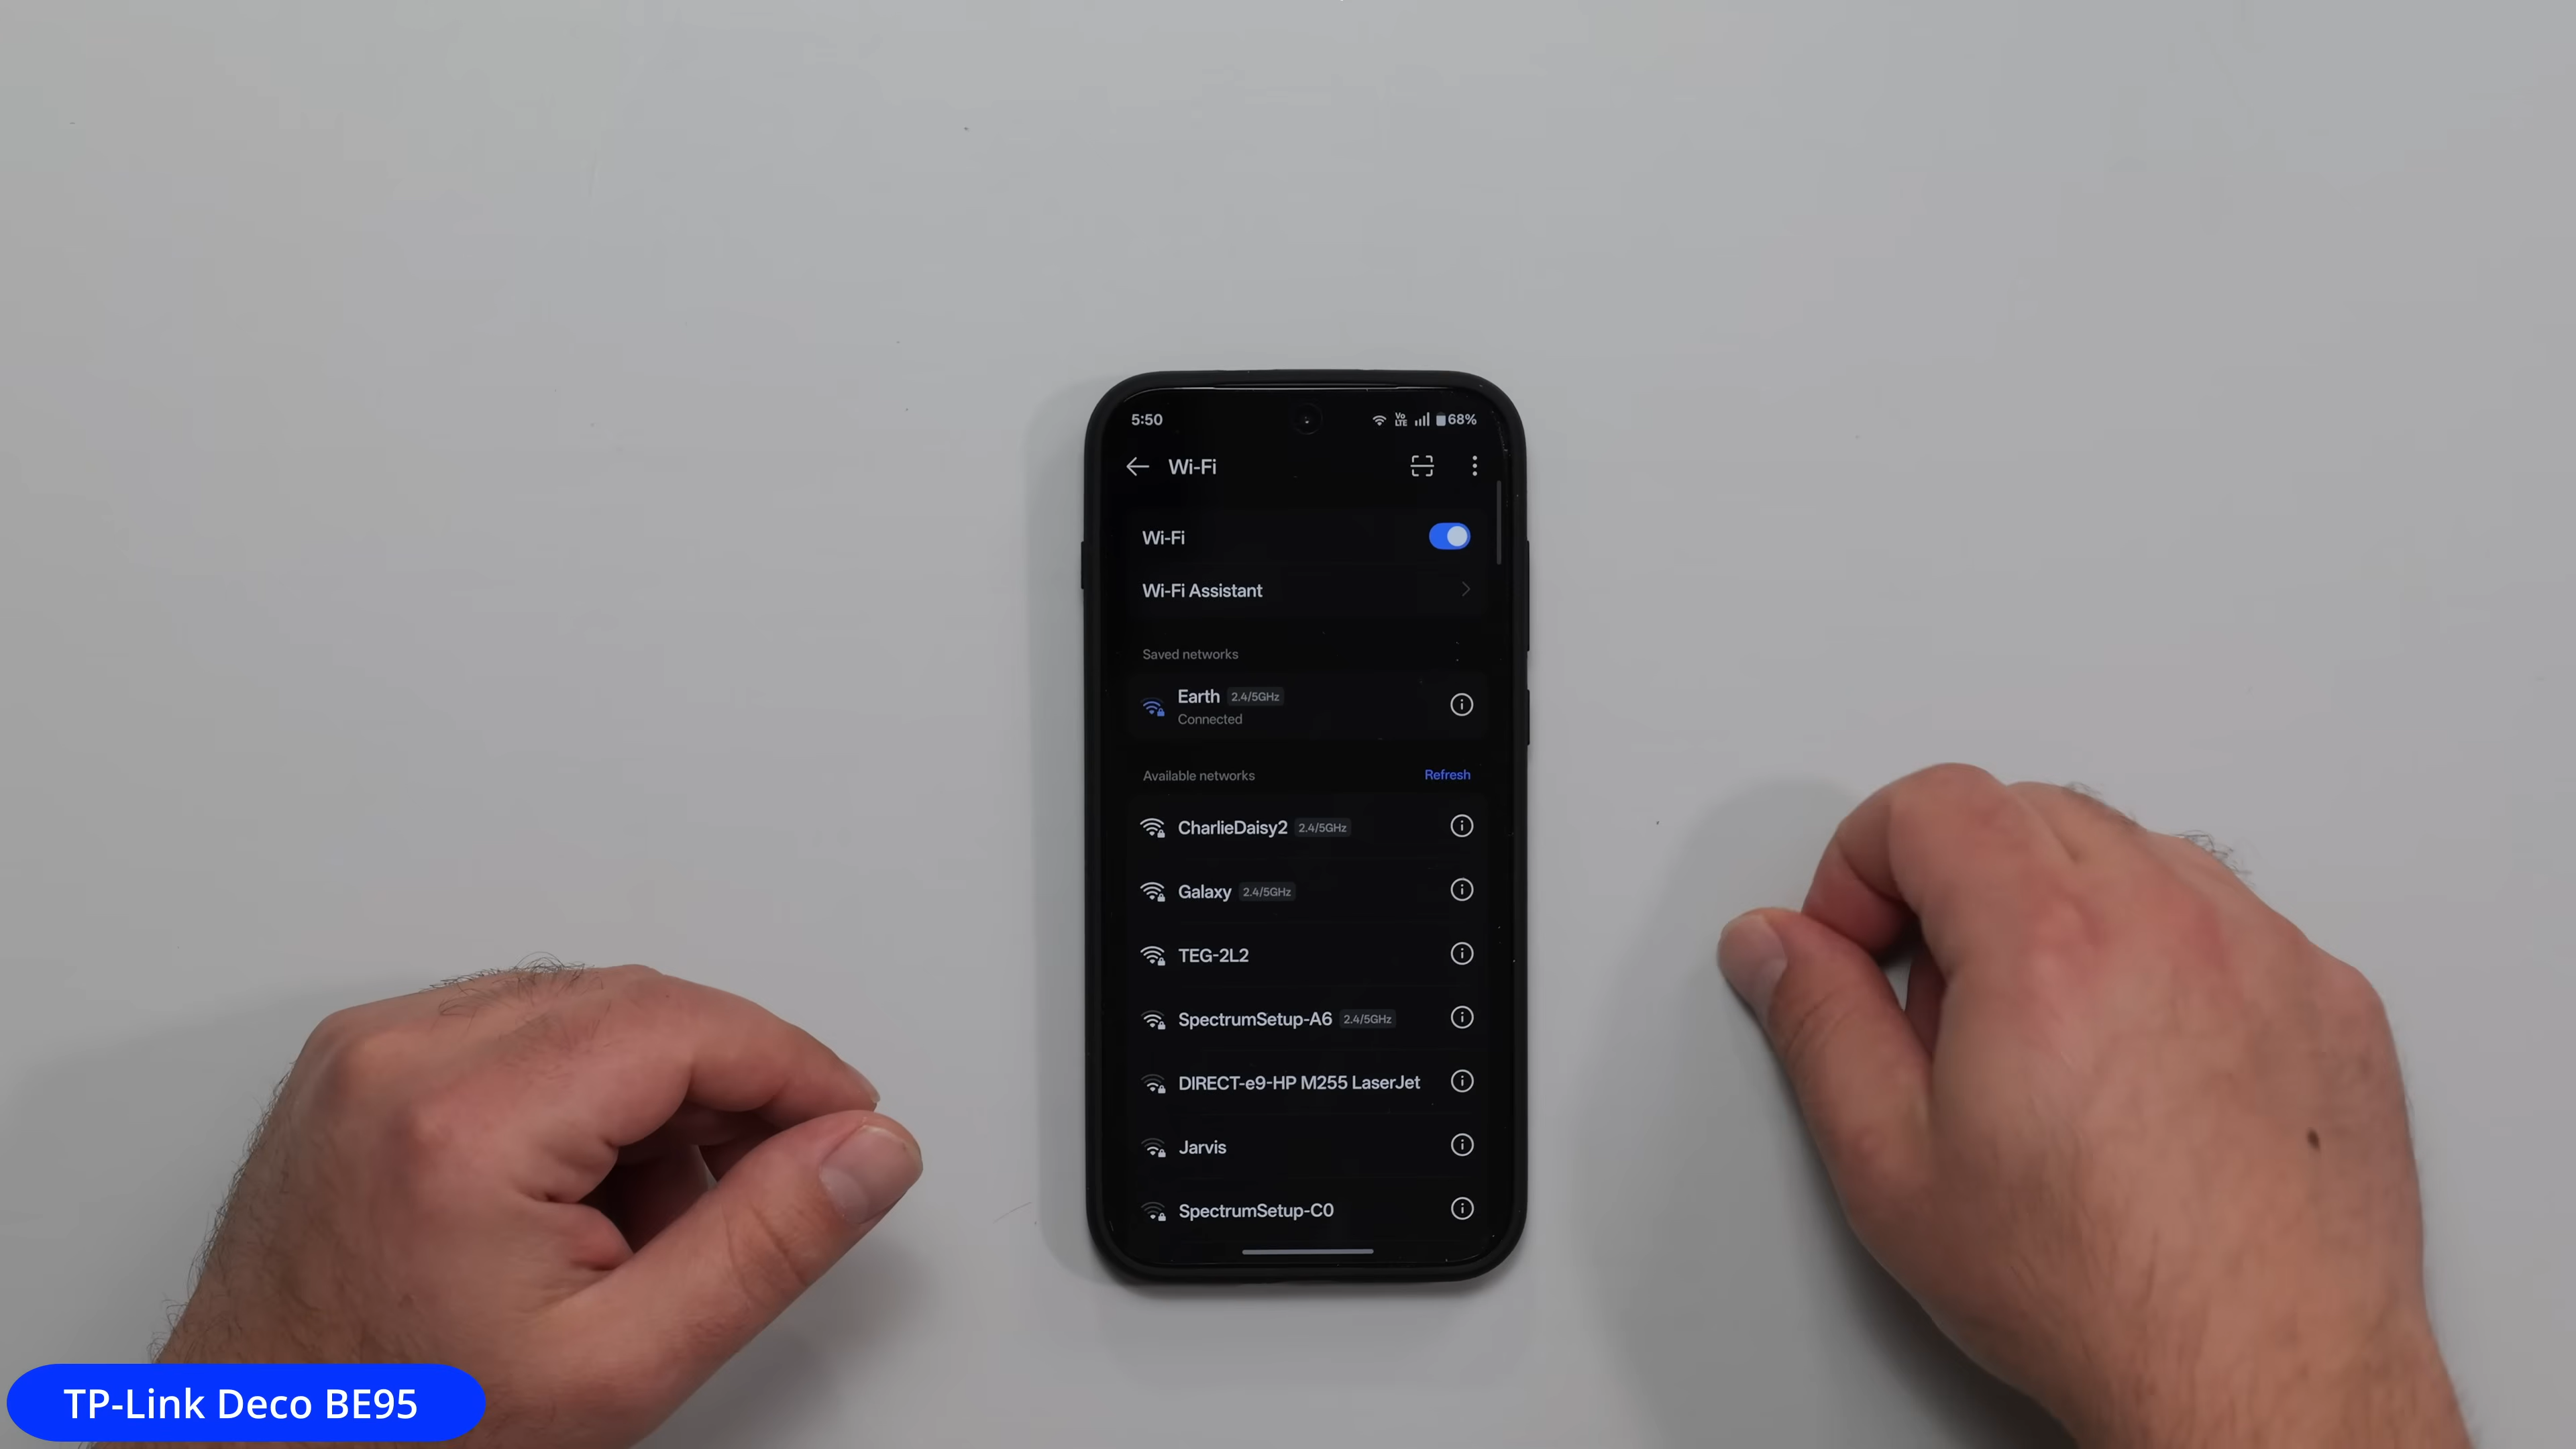 5:50
Vo LTE 68%
Wi-Fi
Wi-Fi
Wi-Fi Assistant
Saved networks
Earth 2.4/5GHz
Connected
Available networks Refresh
CharlieDaisy2 2.4/5GHz
Galaxy 2.4/5GHz
TEG-2L2
SpectrumSetup-A6 2.4/5GHz
DIRECT-e9-HP M255 LaserJet
Jarvis
SpectrumSetup-C0
TP-Link Deco BE95